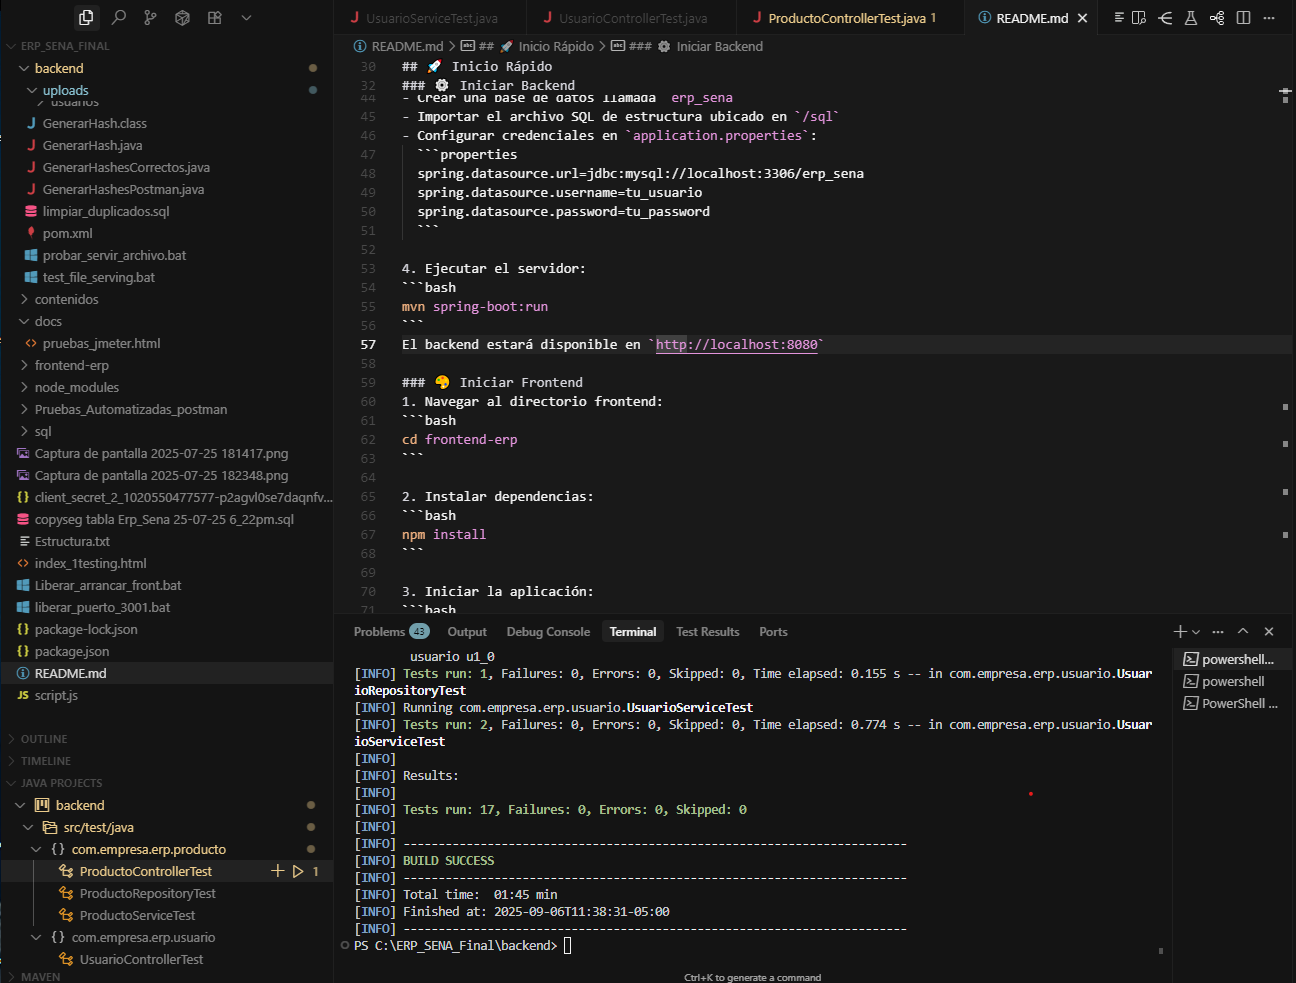 ERP_SENA_FINAL
backend
uploads
usuarios
GenerarHash.class
GenerarHash.java
GenerarHashesCorrectos.java
GenerarHashesPostman.java
limpiar_duplicados.sql
pom.xml
probar_servir_archivo.bat
test_file_serving.bat
contenidos
docs
pruebas_jmeter.html
frontend-erp
node_modules
Pruebas_Automatizadas_postman
sql
Captura de pantalla 2025-07-25 181417.png
Captura de pantalla 2025-07-25 182348.png
client_secret_2_1020550477577-p2agvl0se7daqnfv...
copyseg tabla Erp_Sena 25-07-25 6_22pm.sql
Estructura.txt
index_1testing.html
Liberar_arrancar_front.bat
liberar_puerto_3001.bat
package-lock.json
package.json
README.md
JS script.js
OUTLINE
TIMELINE
JAVA PROJECTS
backend
src/test/java
com.empresa.erp.producto
ProductoControllerTest 1
ProductoRepositoryTest
ProductoServiceTest
com.empresa.erp.usuario
UsuarioControllerTest
MAVEN
UsuarioServiceTest.java
UsuarioControllerTest.java
ProductoControllerTest.java 1
README.md
README.md > ## 🚀 Inicio Rápido > ### ⚙ Iniciar Backend
30 ## 🚀 Inicio Rápido
32 ### ⚙ Iniciar Backend
44 - Crear una base de datos llamada erp_sena
45 - Importar el archivo SQL de estructura ubicado en `/sql`
46 - Configurar credenciales en `application.properties`:
47 ```properties
48 spring.datasource.url=jdbc:mysql://localhost:3306/erp_sena
49 spring.datasource.username=tu_usuario
50 spring.datasource.password=tu_password
51 ```
52
53 4. Ejecutar el servidor:
54 ```bash
55 mvn spring-boot:run
56 ```
57 El backend estará disponible en `http://localhost:8080`
58
59 ### 🎨 Iniciar Frontend
60 1. Navegar al directorio frontend:
61 ```bash
62 cd frontend-erp
63 ```
64
65 2. Instalar dependencias:
66 ```bash
67 npm install
68 ```
69
70 3. Iniciar la aplicación:
71 ```bash
Problems 43 Output Debug Console Terminal Test Results Ports
usuario u1_0
[INFO] Tests run: 1, Failures: 0, Errors: 0, Skipped: 0, Time elapsed: 0.155 s -- in com.empresa.erp.usuario.Usuar
ioRepositoryTest
[INFO] Running com.empresa.erp.usuario.UsuarioServiceTest
[INFO] Tests run: 2, Failures: 0, Errors: 0, Skipped: 0, Time elapsed: 0.774 s -- in com.empresa.erp.usuario.Usuar
ioServiceTest
[INFO]
[INFO] Results:
[INFO]
[INFO] Tests run: 17, Failures: 0, Errors: 0, Skipped: 0
[INFO]
[INFO] ------------------------------------------------------------------
[INFO] BUILD SUCCESS
[INFO] ------------------------------------------------------------------
[INFO] Total time:  01:45 min
[INFO] Finished at: 2025-09-06T11:38:31-05:00
[INFO] ------------------------------------------------------------------
PS C:\ERP_SENA_Final\backend>
Ctrl+K to generate a command
powershell...
powershell
PowerShell ...